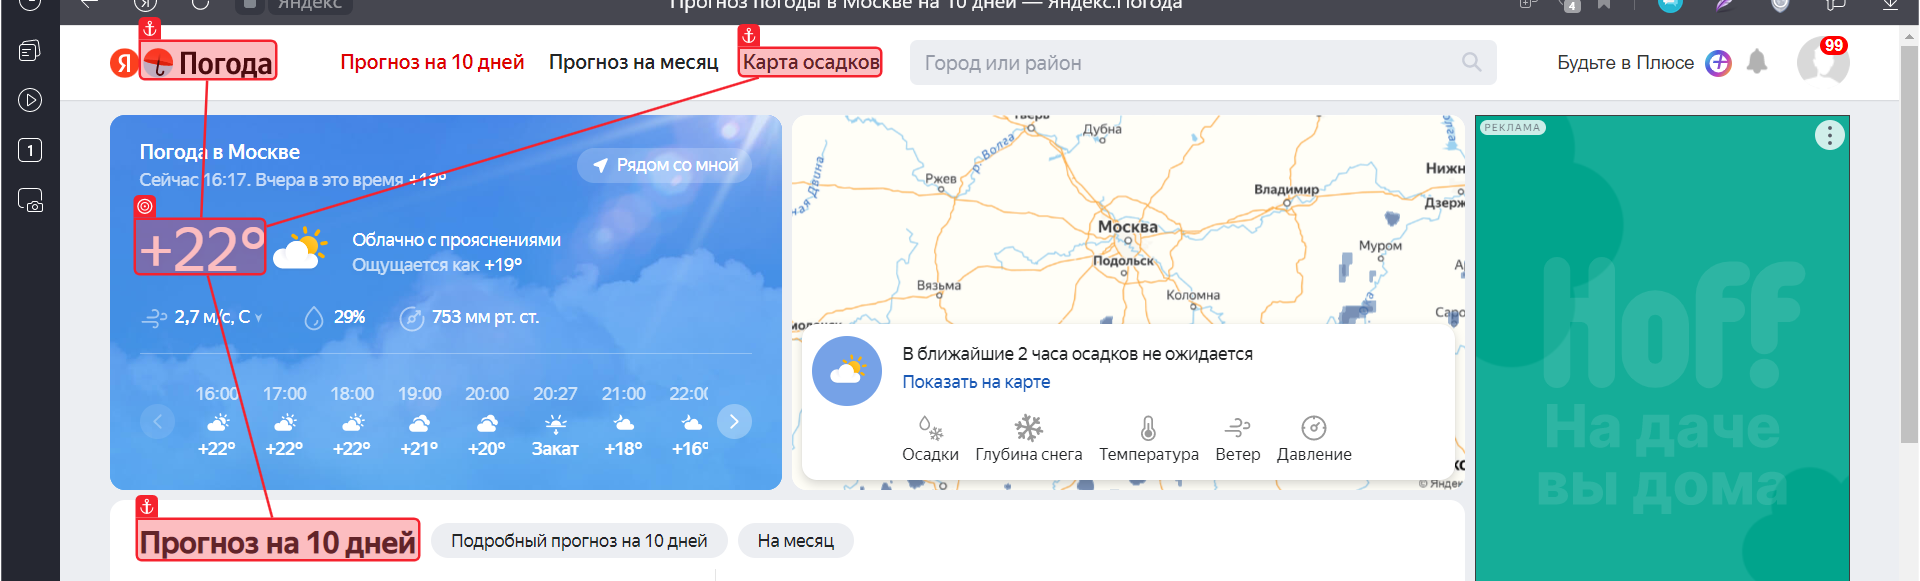 Яндекс
Прогноз погоды в Москве на 10 дней — Яндекс.Погода
4
1
Я Погода
Прогноз на 10 дней
Прогноз на месяц
Карта осадков
Город или район
Будьте в Плюсе
99
Погода в Москве
Сейчас 16:17. Вчера в это время +19°
Рядом со мной
+22°
Облачно с прояснениями
Ощущается как +19°
2,7 м/с, С
29%
753 мм рт. ст.
16:00 17:00 18:00 19:00 20:00 20:27 21:00 22:00
+22° +22° +22° +21° +20° Закат +18° +16°
Тверь
Дубна
р. Волга
Ржев
Владимир
Москва
Подольск
Муром
Вязьма
Коломна
В ближайшие 2 часа осадков не ожидается
Показать на карте
Осадки
Глубина снега
Температура
Ветер
Давление
РЕКЛАМА
Hoff
На даче
вы дома
Прогноз на 10 дней
Подробный прогноз на 10 дней
На месяц